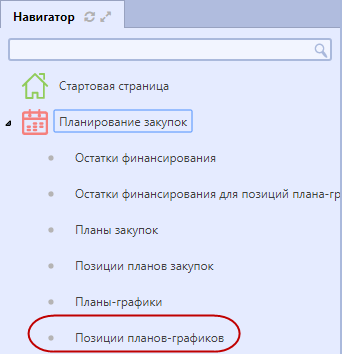 Навигатор
Стартовая страница
Планирование закупок
Остатки финансирования
Остатки финансирования для позиций плана-гр
Планы закупок
Позиции планов закупок
Планы-графики
Позиции планов-графиков